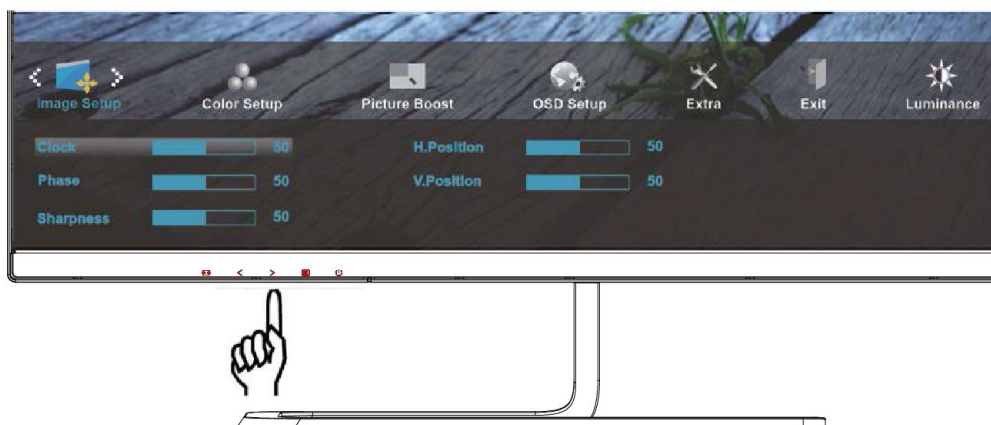 Image Setup Color Setup Picture Boost OSD Setup Extra Exit Luminance
Clock 50 H.Position 50
Phase 50 V.Position 50
Sharpness 50